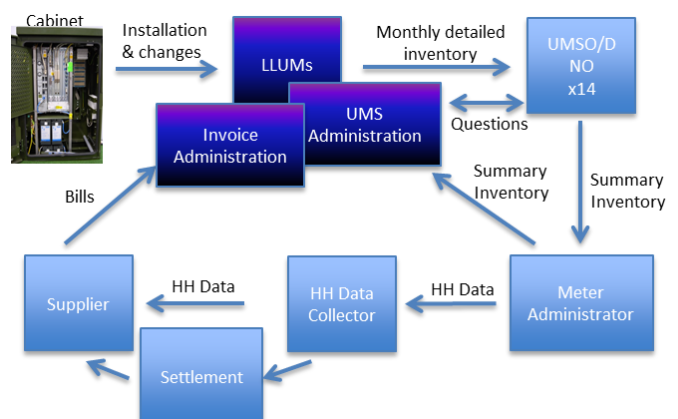 Cabinet
Installation
& changes
LLUMs
Monthly detailed
inventory
UMSO/D
NO
x14
UMS
Administration
Invoice
Administration
Questions
Summary
Inventory
Summary
Inventory
Bills
Supplier
HH Data
HH Data
Collector
HH Data
Meter
Administrator
Settlement